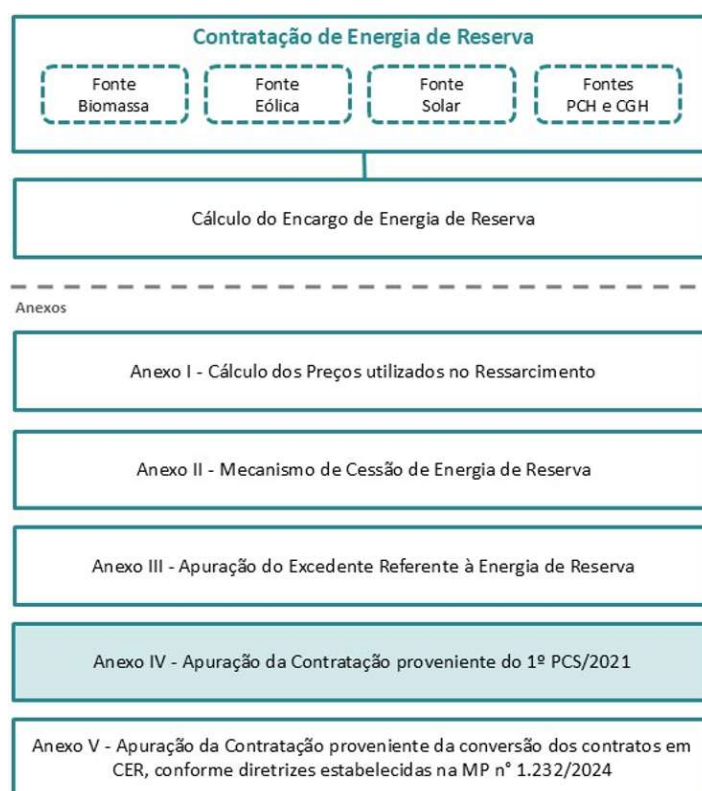 Contratação de Energia de Reserva
Fonte
Biomassa
Fonte
Eólica
Fonte
Solar
Fontes
PCH e CGH
Cálculo do Encargo de Energia de Reserva
Anexos
Anexo I - Cálculo dos Preços utilizados no Ressarcimento
Anexo II - Mecanismo de Cessão de Energia de Reserva
Anexo III - Apuração do Excedente Referente à Energia de Reserva
Anexo IV - Apuração da Contratação proveniente do 1º PCS/2021
Anexo V - Apuração da Contratação proveniente da conversão dos contratos em
CER, conforme diretrizes estabelecidas na MP n° 1.232/2024